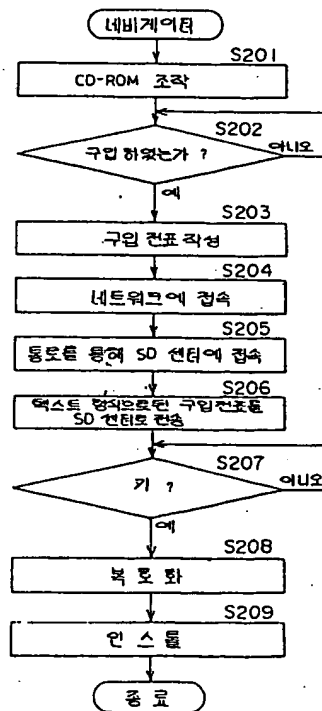 네비게이터
S201
CD-ROM 조작
S202
구입 하였는가 ?
아니오
예
S203
구입 전표 작성
S204
네트워크에 접속
S205
통로를 통해 SD 센터에 접속
S206
텍스트 형식으로된 구입전표를
SD 센터로 전송
S207
키 ?
아니오
예
S208
복호화
S209
인 스톨
종료